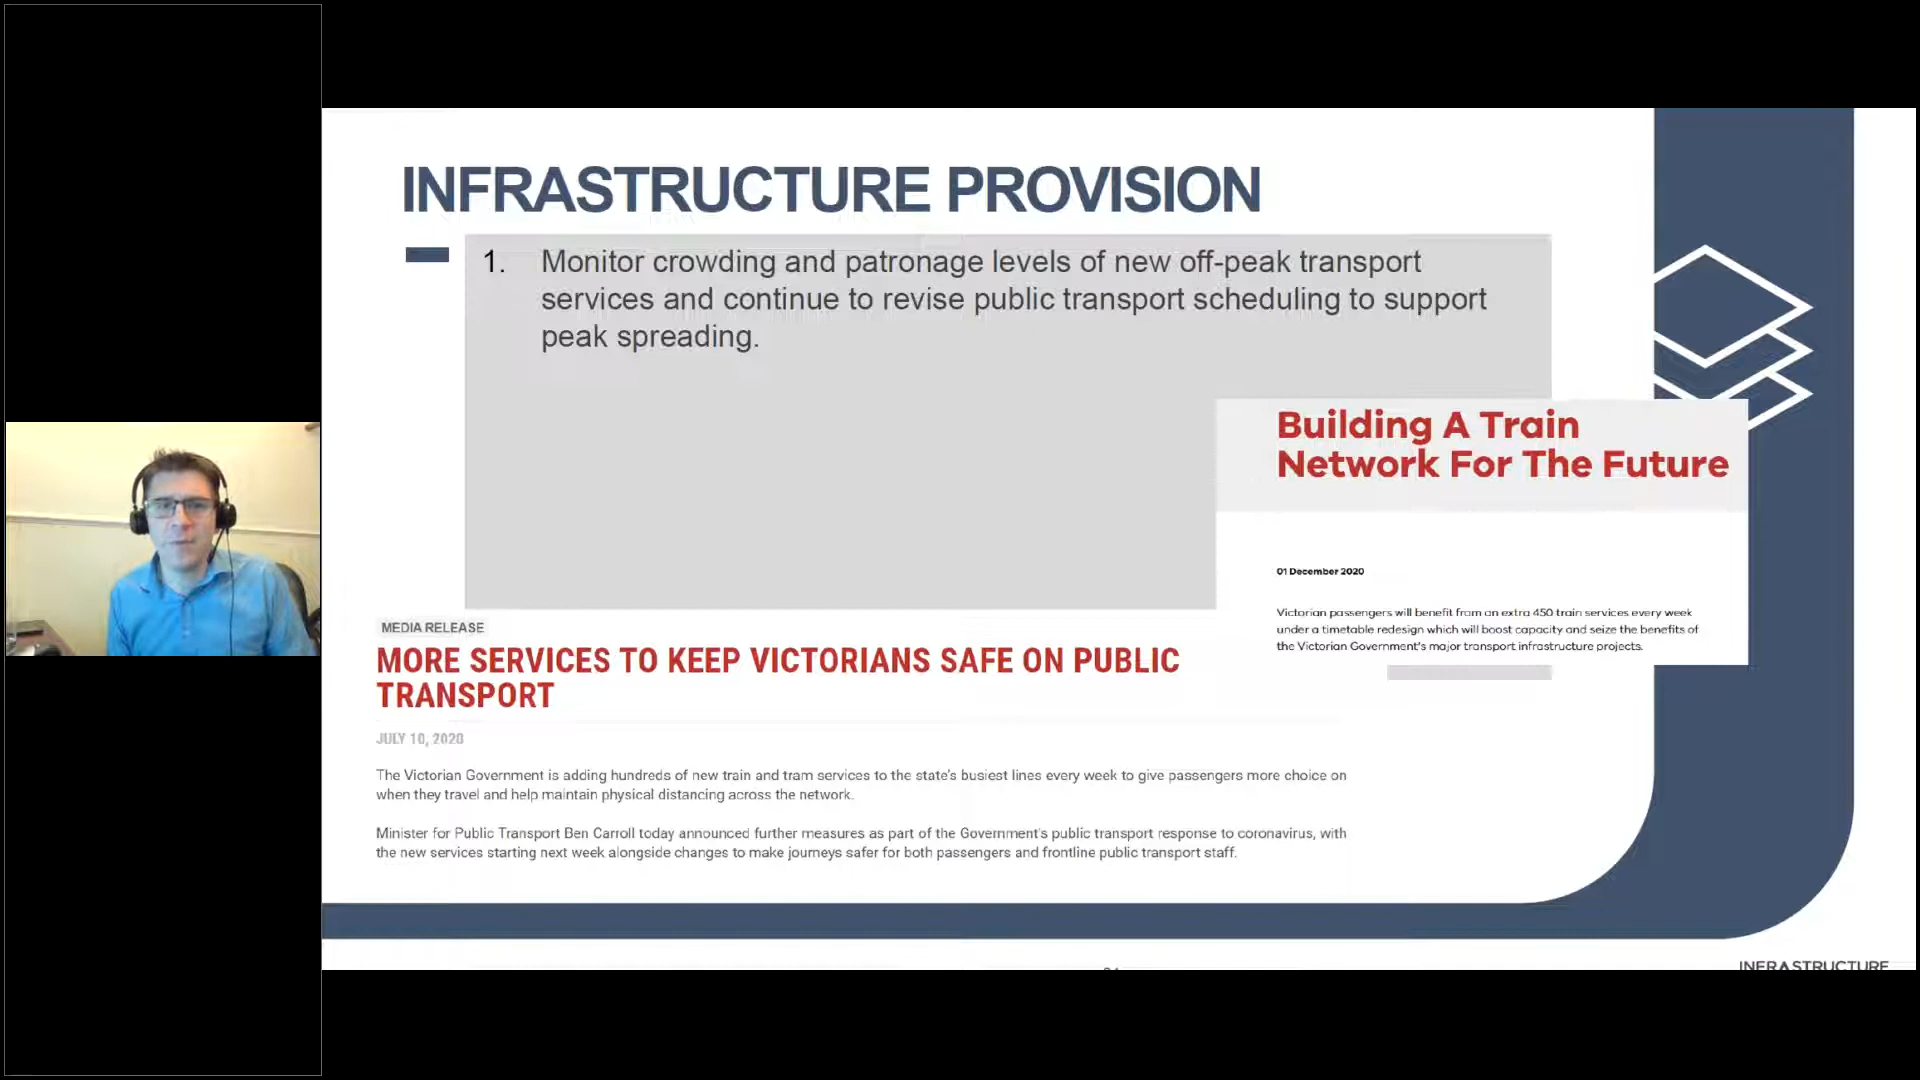 INFRASTRUCTURE PROVISION
1. Monitor crowding and patronage levels of new off-peak transport
services and continue to revise public transport scheduling to support
peak spreading.
Building A Train
Network For The Future
01 December 2020
Victorian passengers will benefit from an extra 450 train services every week
under a timetable redesign which will boost capacity and seize the benefits of
the Victorian Government's major transport infrastructure projects.
MEDIA RELEASE
MORE SERVICES TO KEEP VICTORIANS SAFE ON PUBLIC
TRANSPORT
JULY 10, 2020
The Victorian Government is adding hundreds of new train and tram services to the state's busiest lines every week to give passengers more choice on
when they travel and help maintain physical distancing across the network.
Minister for Public Transport Ben Carroll today announced further measures as part of the Government's public transport response to coronavirus, with
the new services starting next week alongside changes to make journeys safer for both passengers and frontline public transport staff.
INFRASTRUCTURE